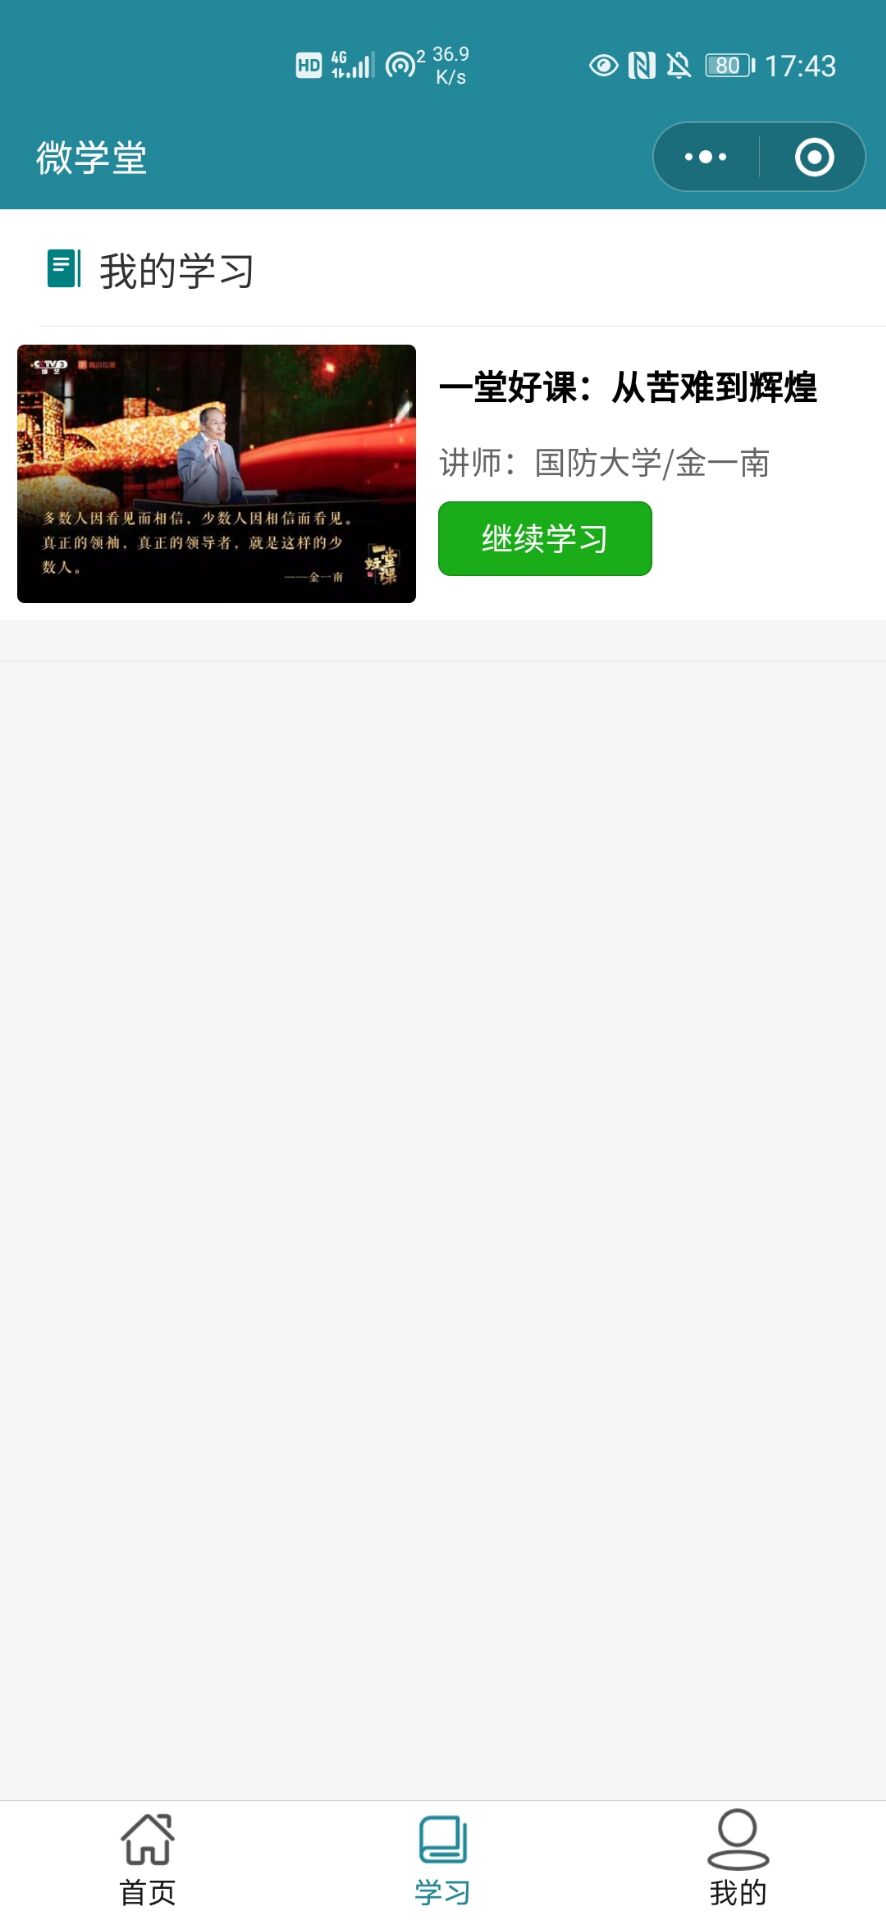 HD 4G 2 36.9 K/s 80 17:43
微学堂
我的学习
CCTV3
综艺
一堂好课：从苦难到辉煌
讲师：国防大学/金一南
继续学习
多数人因看见而相信，少数人因相信而看见。
真正的领袖，真正的领导者，就是这样的少
数人。
——金一南
一堂
好课
首页
学习
我的